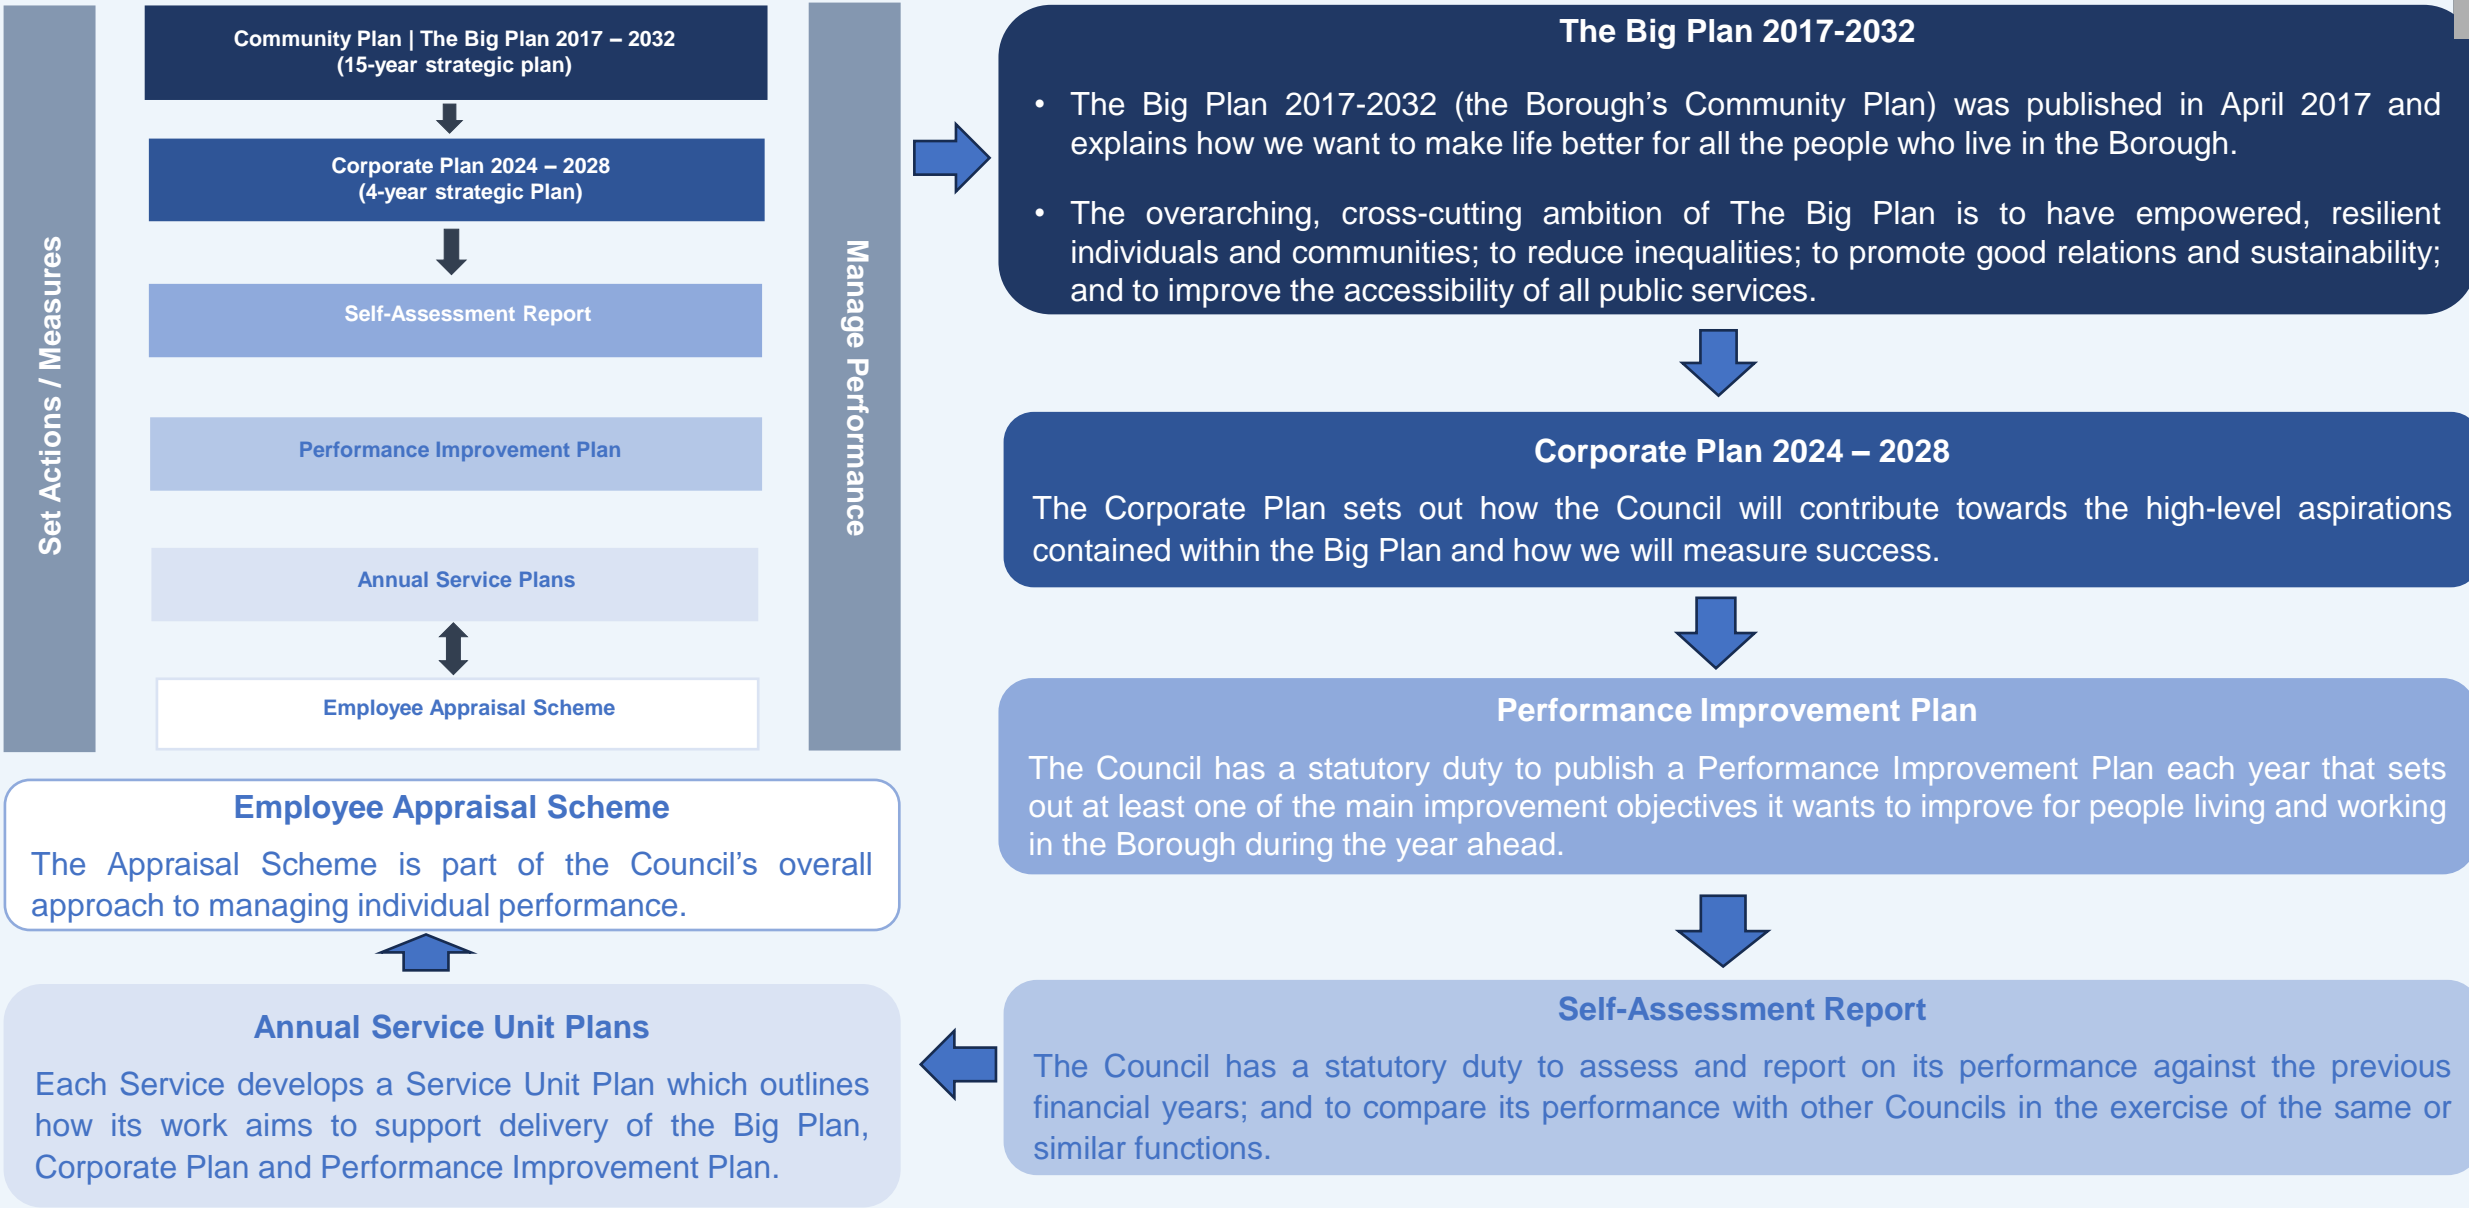 Set Actions / Measures
Community Plan | The Big Plan 2017 – 2032
(15-year strategic plan)
Corporate Plan 2024 – 2028
(4-year strategic Plan)
Self-Assessment Report
Performance Improvement Plan
Annual Service Plans
Employee Appraisal Scheme
Manage Performance
The Big Plan 2017-2032
• The Big Plan 2017-2032 (the Borough’s Community Plan) was published in April 2017 and
explains how we want to make life better for all the people who live in the Borough.
• The overarching, cross-cutting ambition of The Big Plan is to have empowered, resilient
individuals and communities; to reduce inequalities; to promote good relations and sustainability;
and to improve the accessibility of all public services.
Corporate Plan 2024 – 2028
The Corporate Plan sets out how the Council will contribute towards the high-level aspirations
contained within the Big Plan and how we will measure success.
Performance Improvement Plan
The Council has a statutory duty to publish a Performance Improvement Plan each year that sets
out at least one of the main improvement objectives it wants to improve for people living and working
in the Borough during the year ahead.
Self-Assessment Report
The Council has a statutory duty to assess and report on its performance against the previous
financial years; and to compare its performance with other Councils in the exercise of the same or
similar functions.
Annual Service Unit Plans
Each Service develops a Service Unit Plan which outlines
how its work aims to support delivery of the Big Plan,
Corporate Plan and Performance Improvement Plan.
Employee Appraisal Scheme
The Appraisal Scheme is part of the Council’s overall
approach to managing individual performance.